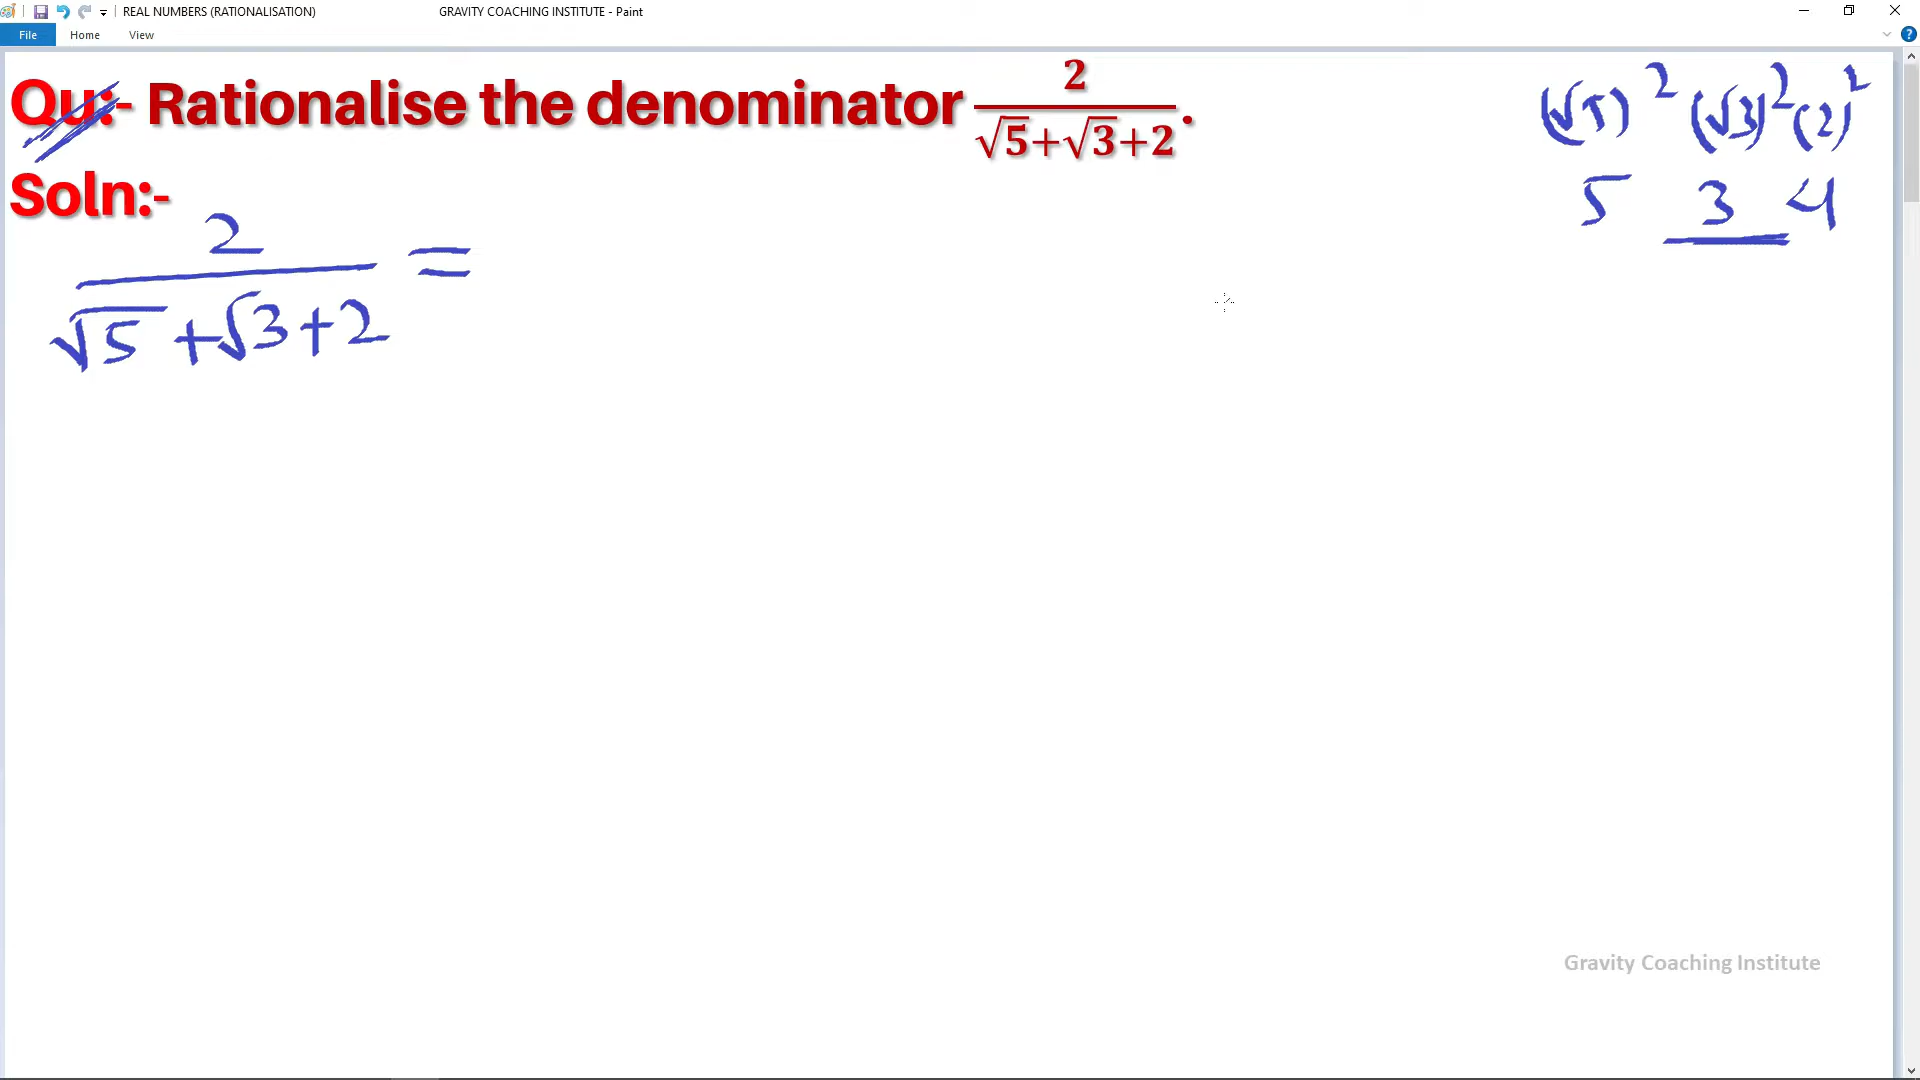 REAL NUMBERS (RATIONALISATION) GRAVITY COACHING INSTITUTE - Paint
File Home View
Qu:- Rationalise the denominator 2/(√5+√3+2).
(√5)² (√3)² (2)²
5 3 4
Soln:-
2/(√5+√3+2) =
Gravity Coaching Institute